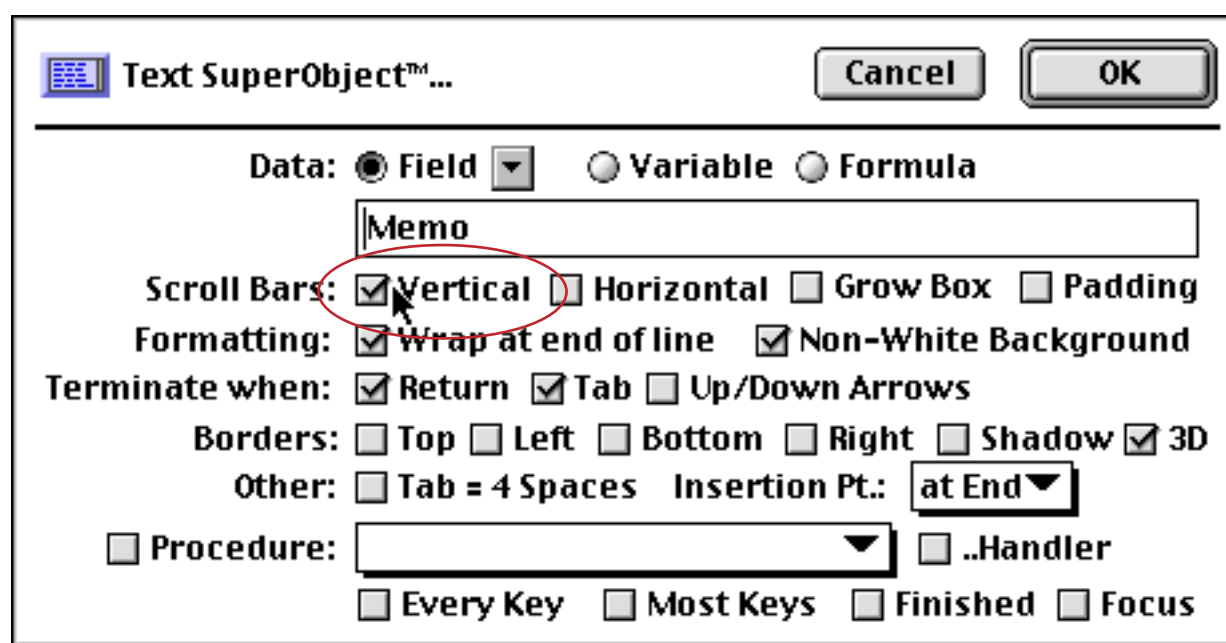 Text SuperObject™... Cancel OK
Data: Field Variable Formula
Memo
Scroll Bars: Vertical Horizontal Grow Box Padding
Formatting: Wrap at end of line Non-White Background
Terminate when: Return Tab Up/Down Arrows
Borders: Top Left Bottom Right Shadow 3D
Other: Tab = 4 Spaces Insertion Pt.: at End
Procedure: ..Handler
Every Key Most Keys Finished Focus